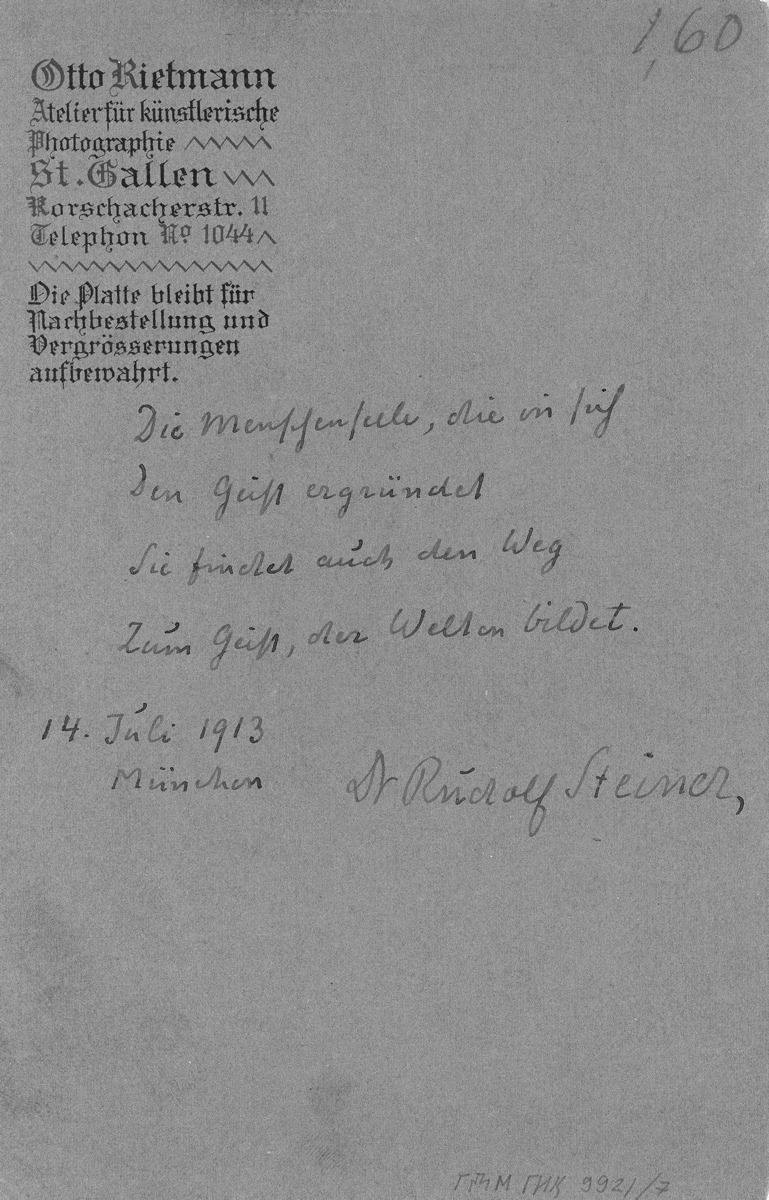 1,60
Otto Rietmann
Atelier für künstlerische
Photographie
St. Gallen
Rorschacherstr. 11
Telephon No 1044
Die Platte bleibt für
Nachbestellung und
Vergrösserungen
aufbewahrt.
Die Menschenseele, die in sich
Den Geist ergründet
Sie findet auch den Weg
Zum Geist, der Welten bildet.
14. Juli 1913
München
Dr Rudolf Steiner,
ГЛМ ГИК 9921/7